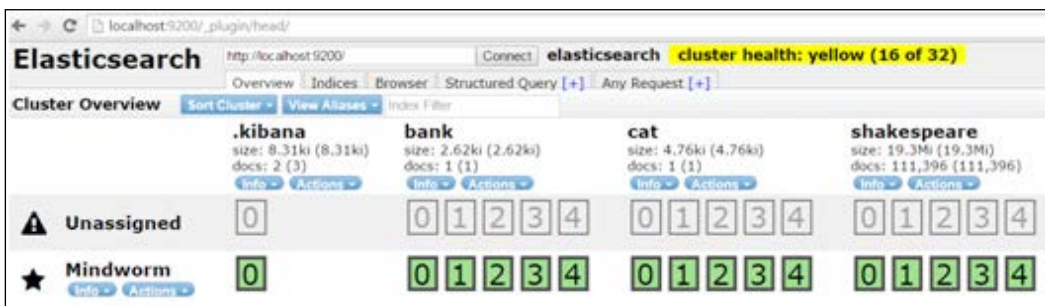 localhost:9200/_plugin/head/
Elasticsearch http://localhost:9200/ Connect elasticsearch cluster health: yellow (16 of 32)
Overview Indices Browser Structured Query [+] Any Request [+]
Cluster Overview Sort Cluster View Aliases Index Filter
.kibana bank cat shakespeare
size: 8.31ki (8.31ki) size: 2.62ki (2.62ki) size: 4.76ki (4.76ki) size: 19.3Mi (19.3Mi)
docs: 2 (3) docs: 1 (1) docs: 1 (1) docs: 111,396 (111,396)
Info Actions Info Actions Info Actions Info Actions
Unassigned 0 0 1 2 3 4 0 1 2 3 4 0 1 2 3 4
Mindworm 0 0 1 2 3 4 0 1 2 3 4 0 1 2 3 4
Info Actions